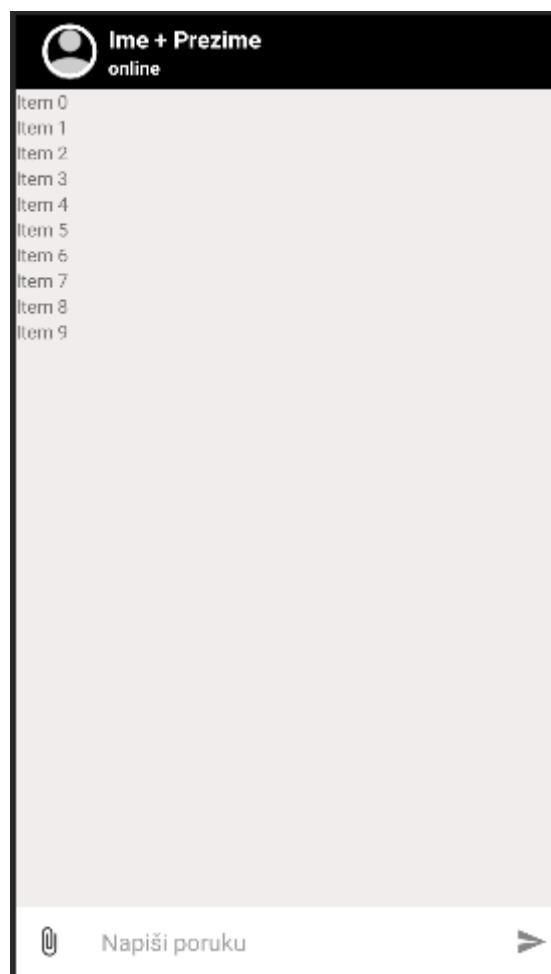 Ime + Prezime
online
Item 0
Item 1
Item 2
Item 3
Item 4
Item 5
Item 6
Item 7
Item 8
Item 9
Napiši poruku